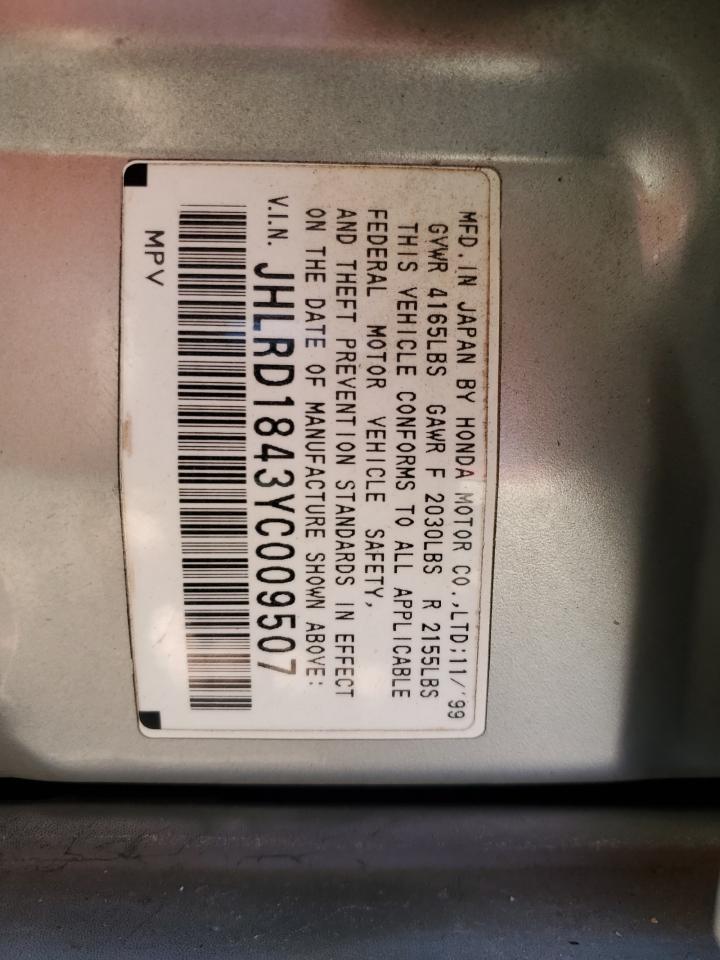 MFD. IN JAPAN BY HONDA MOTOR CO.,LTD;11/'99
GVWR 4165LBS GAWR F 2030LBS R 2155LBS
THIS VEHICLE CONFORMS TO ALL APPLICABLE
FEDERAL MOTOR VEHICLE SAFETY,
AND THEFT PREVENTION STANDARDS IN EFFECT
ON THE DATE OF MANUFACTURE SHOWN ABOVE:
V.I.N. JHLRD1843YC009507
MPV